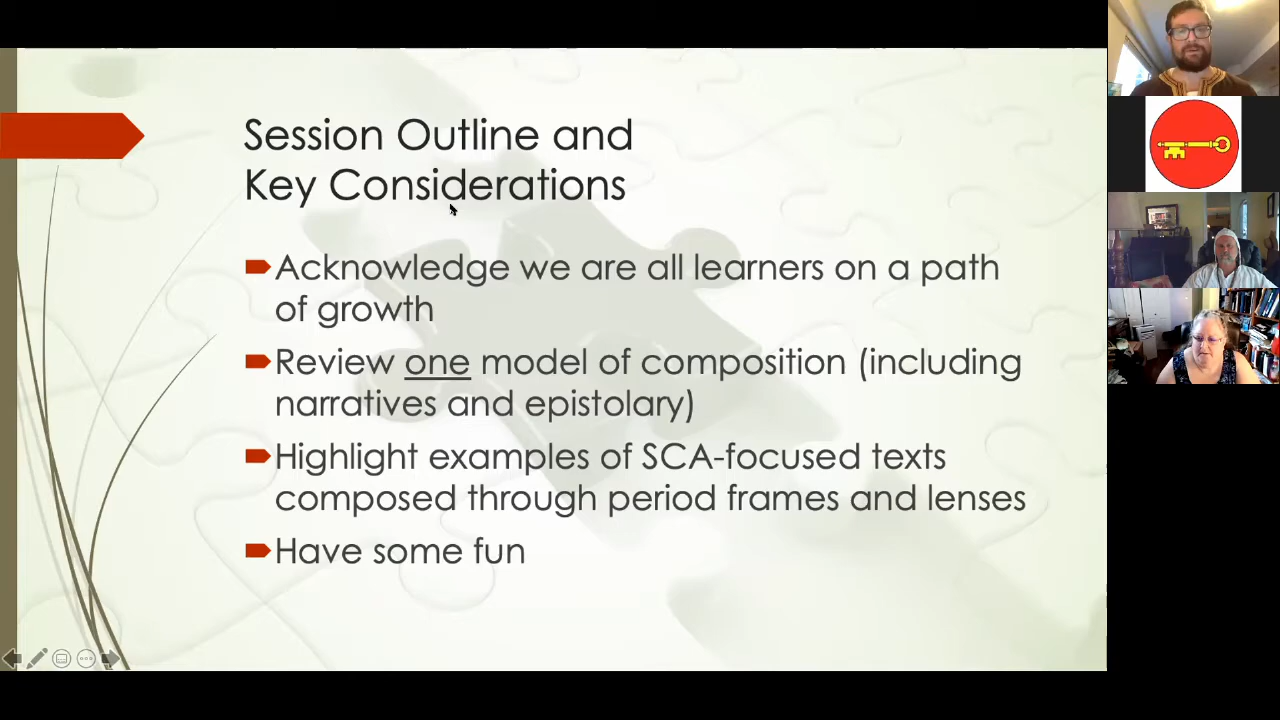 Session Outline and
Key Considerations
Acknowledge we are all learners on a path
of growth
Review one model of composition (including
narratives and epistolary)
Highlight examples of SCA-focused texts
composed through period frames and lenses
Have some fun